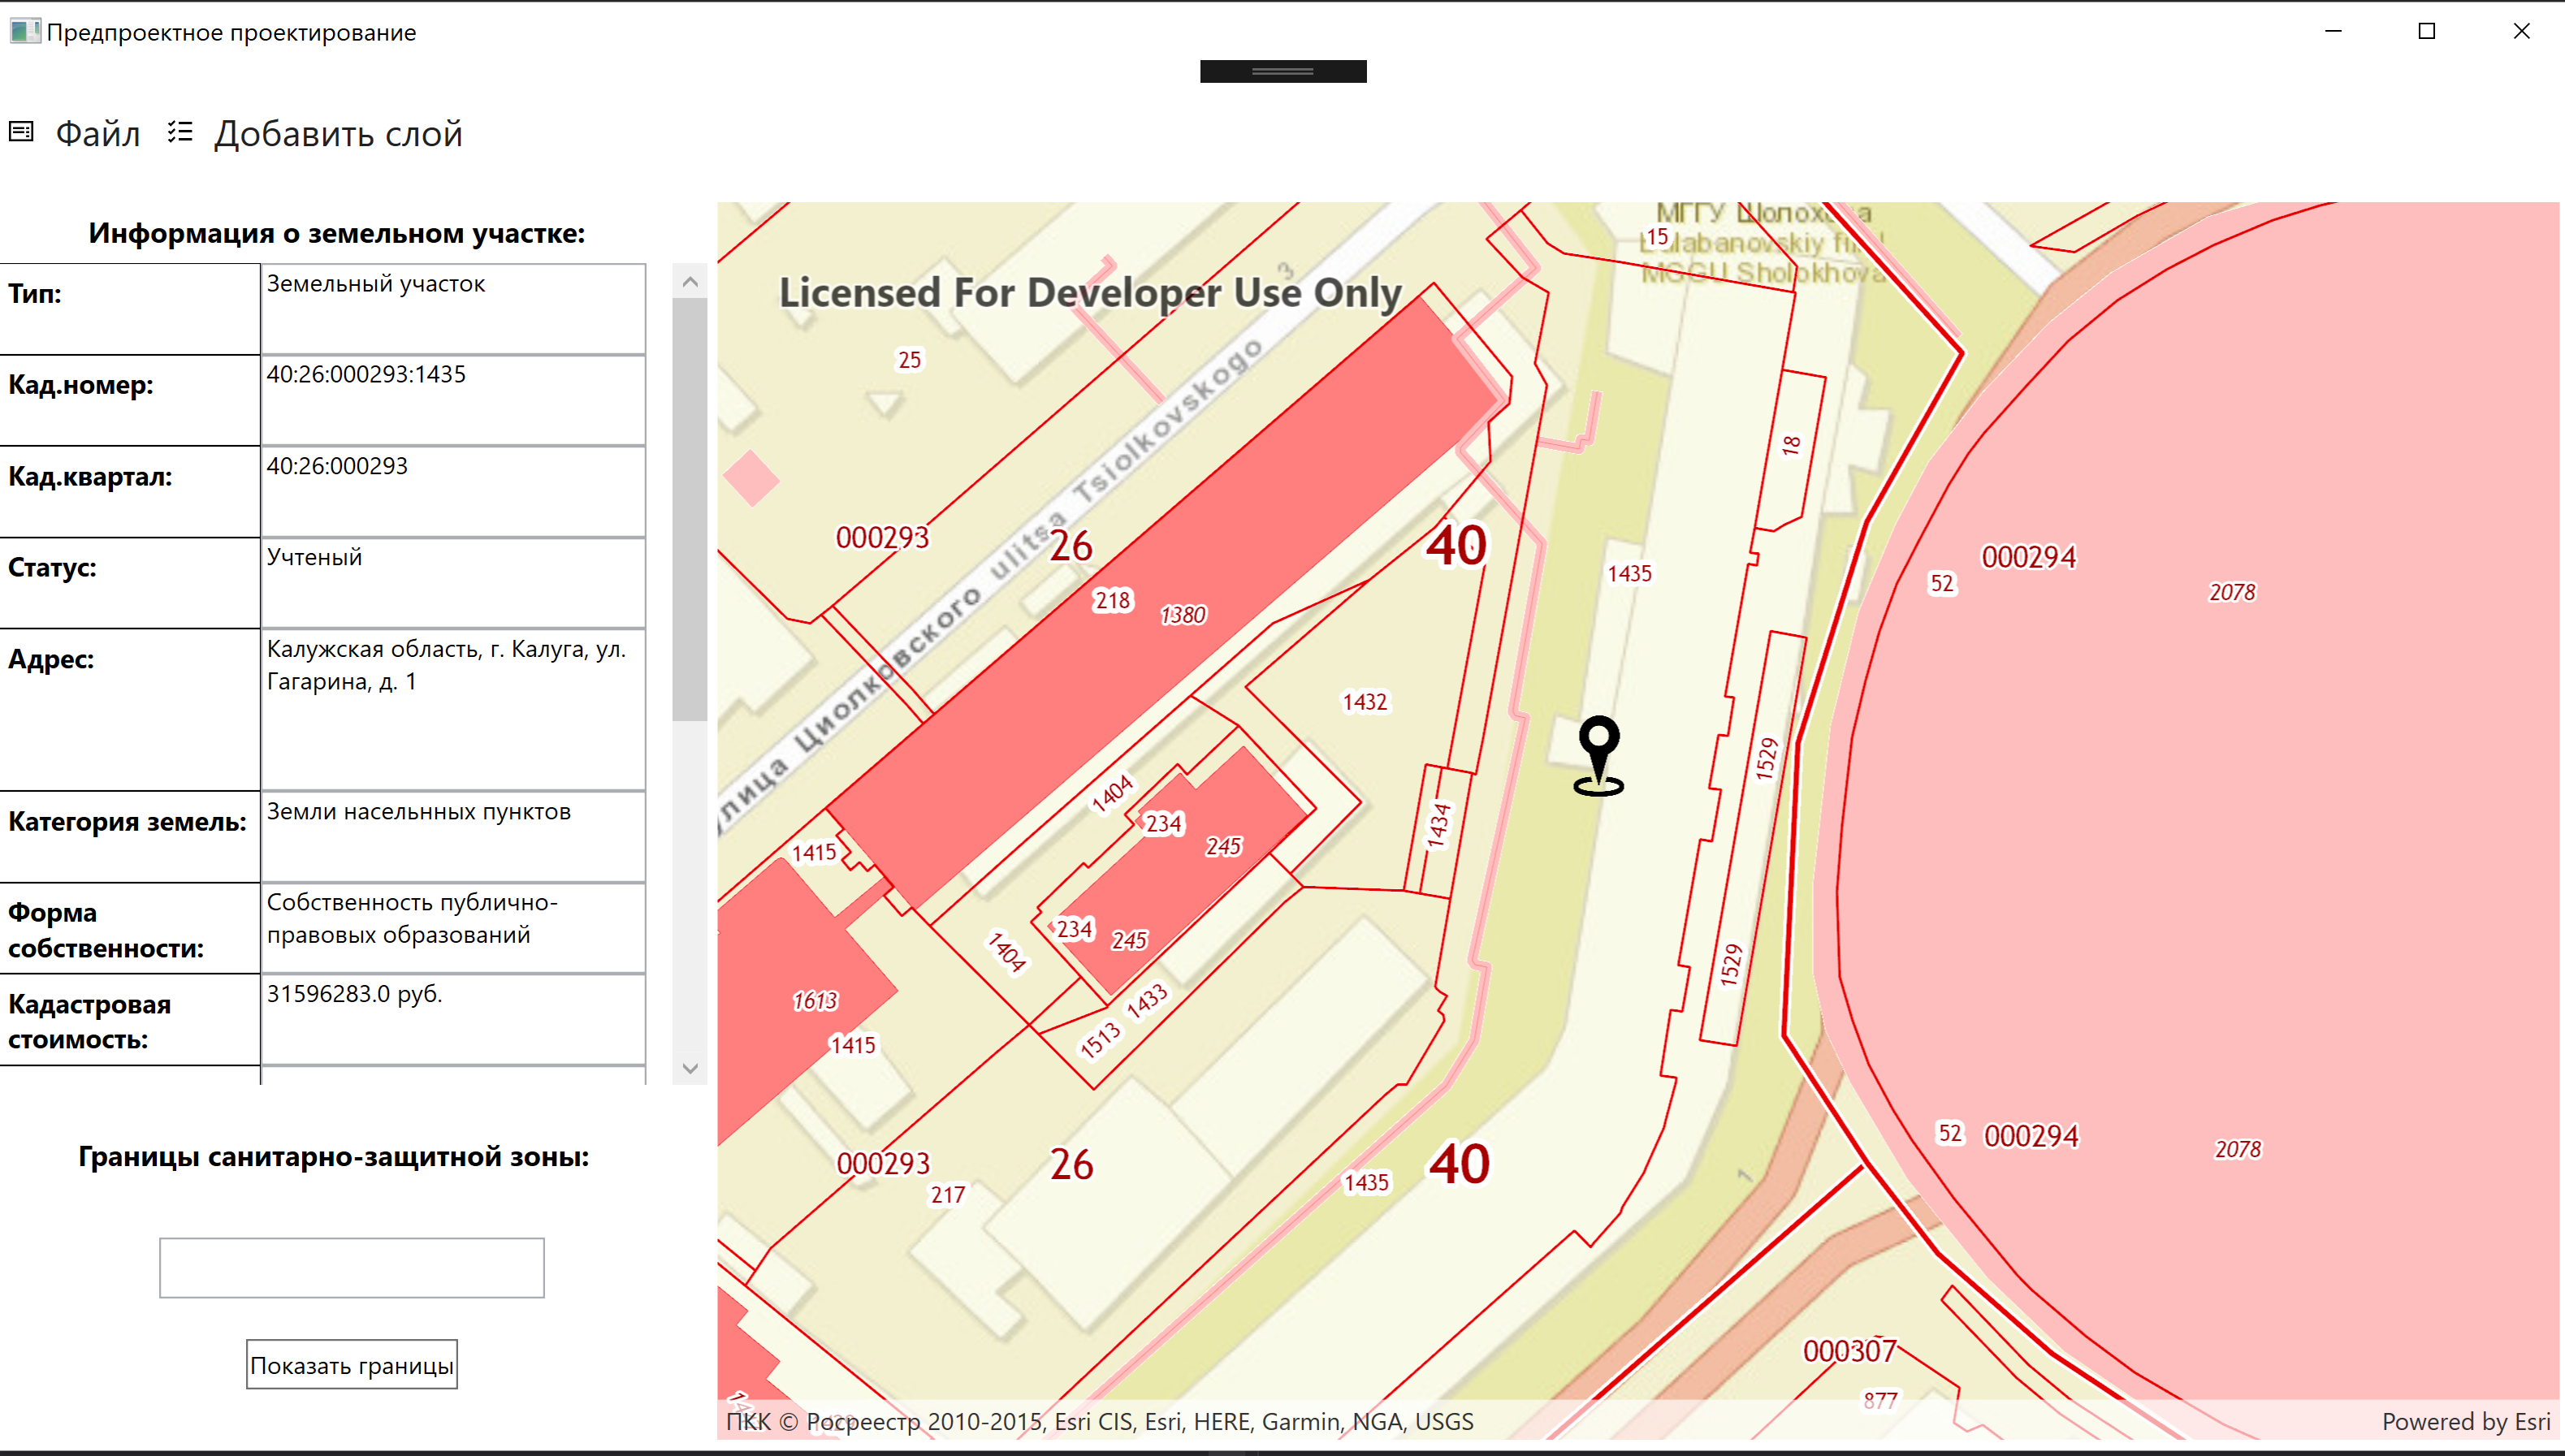 Предпроектное проектирование
Файл
Добавить слой
Информация о земельном участке:
Тип:
Земельный участок
Кад.номер:
40:26:000293:1435
Кад.квартал:
40:26:000293
Статус:
Учтеный
Адрес:
Калужская область, г. Калуга, ул.
Гагарина, д. 1
Категория земель:
Земли насельнных пунктов
Форма
собственности:
Собственность публично-
правовых образований
Кадастровая
стоимость:
31596283.0 руб.
Границы санитарно-защитной зоны:
Показать границы
МГГУ
15
MGGU Sholokhova
Licensed For Developer Use Only
3
25
18
000293
26
40
улица Циолковского ulitsa Tsiolkovskogo
218
1380
1435
52
000294
2078
1432
1529
1404
234
245
1434
1415
234
245
1404
1529
1613
1433
1513
1415
000293
26
40
217
1435
1
52
000294
2078
000307
877
ПКК © Росреестр 2010-2015, Esri CIS, Esri, HERE, Garmin, NGA, USGS
Powered by Esri